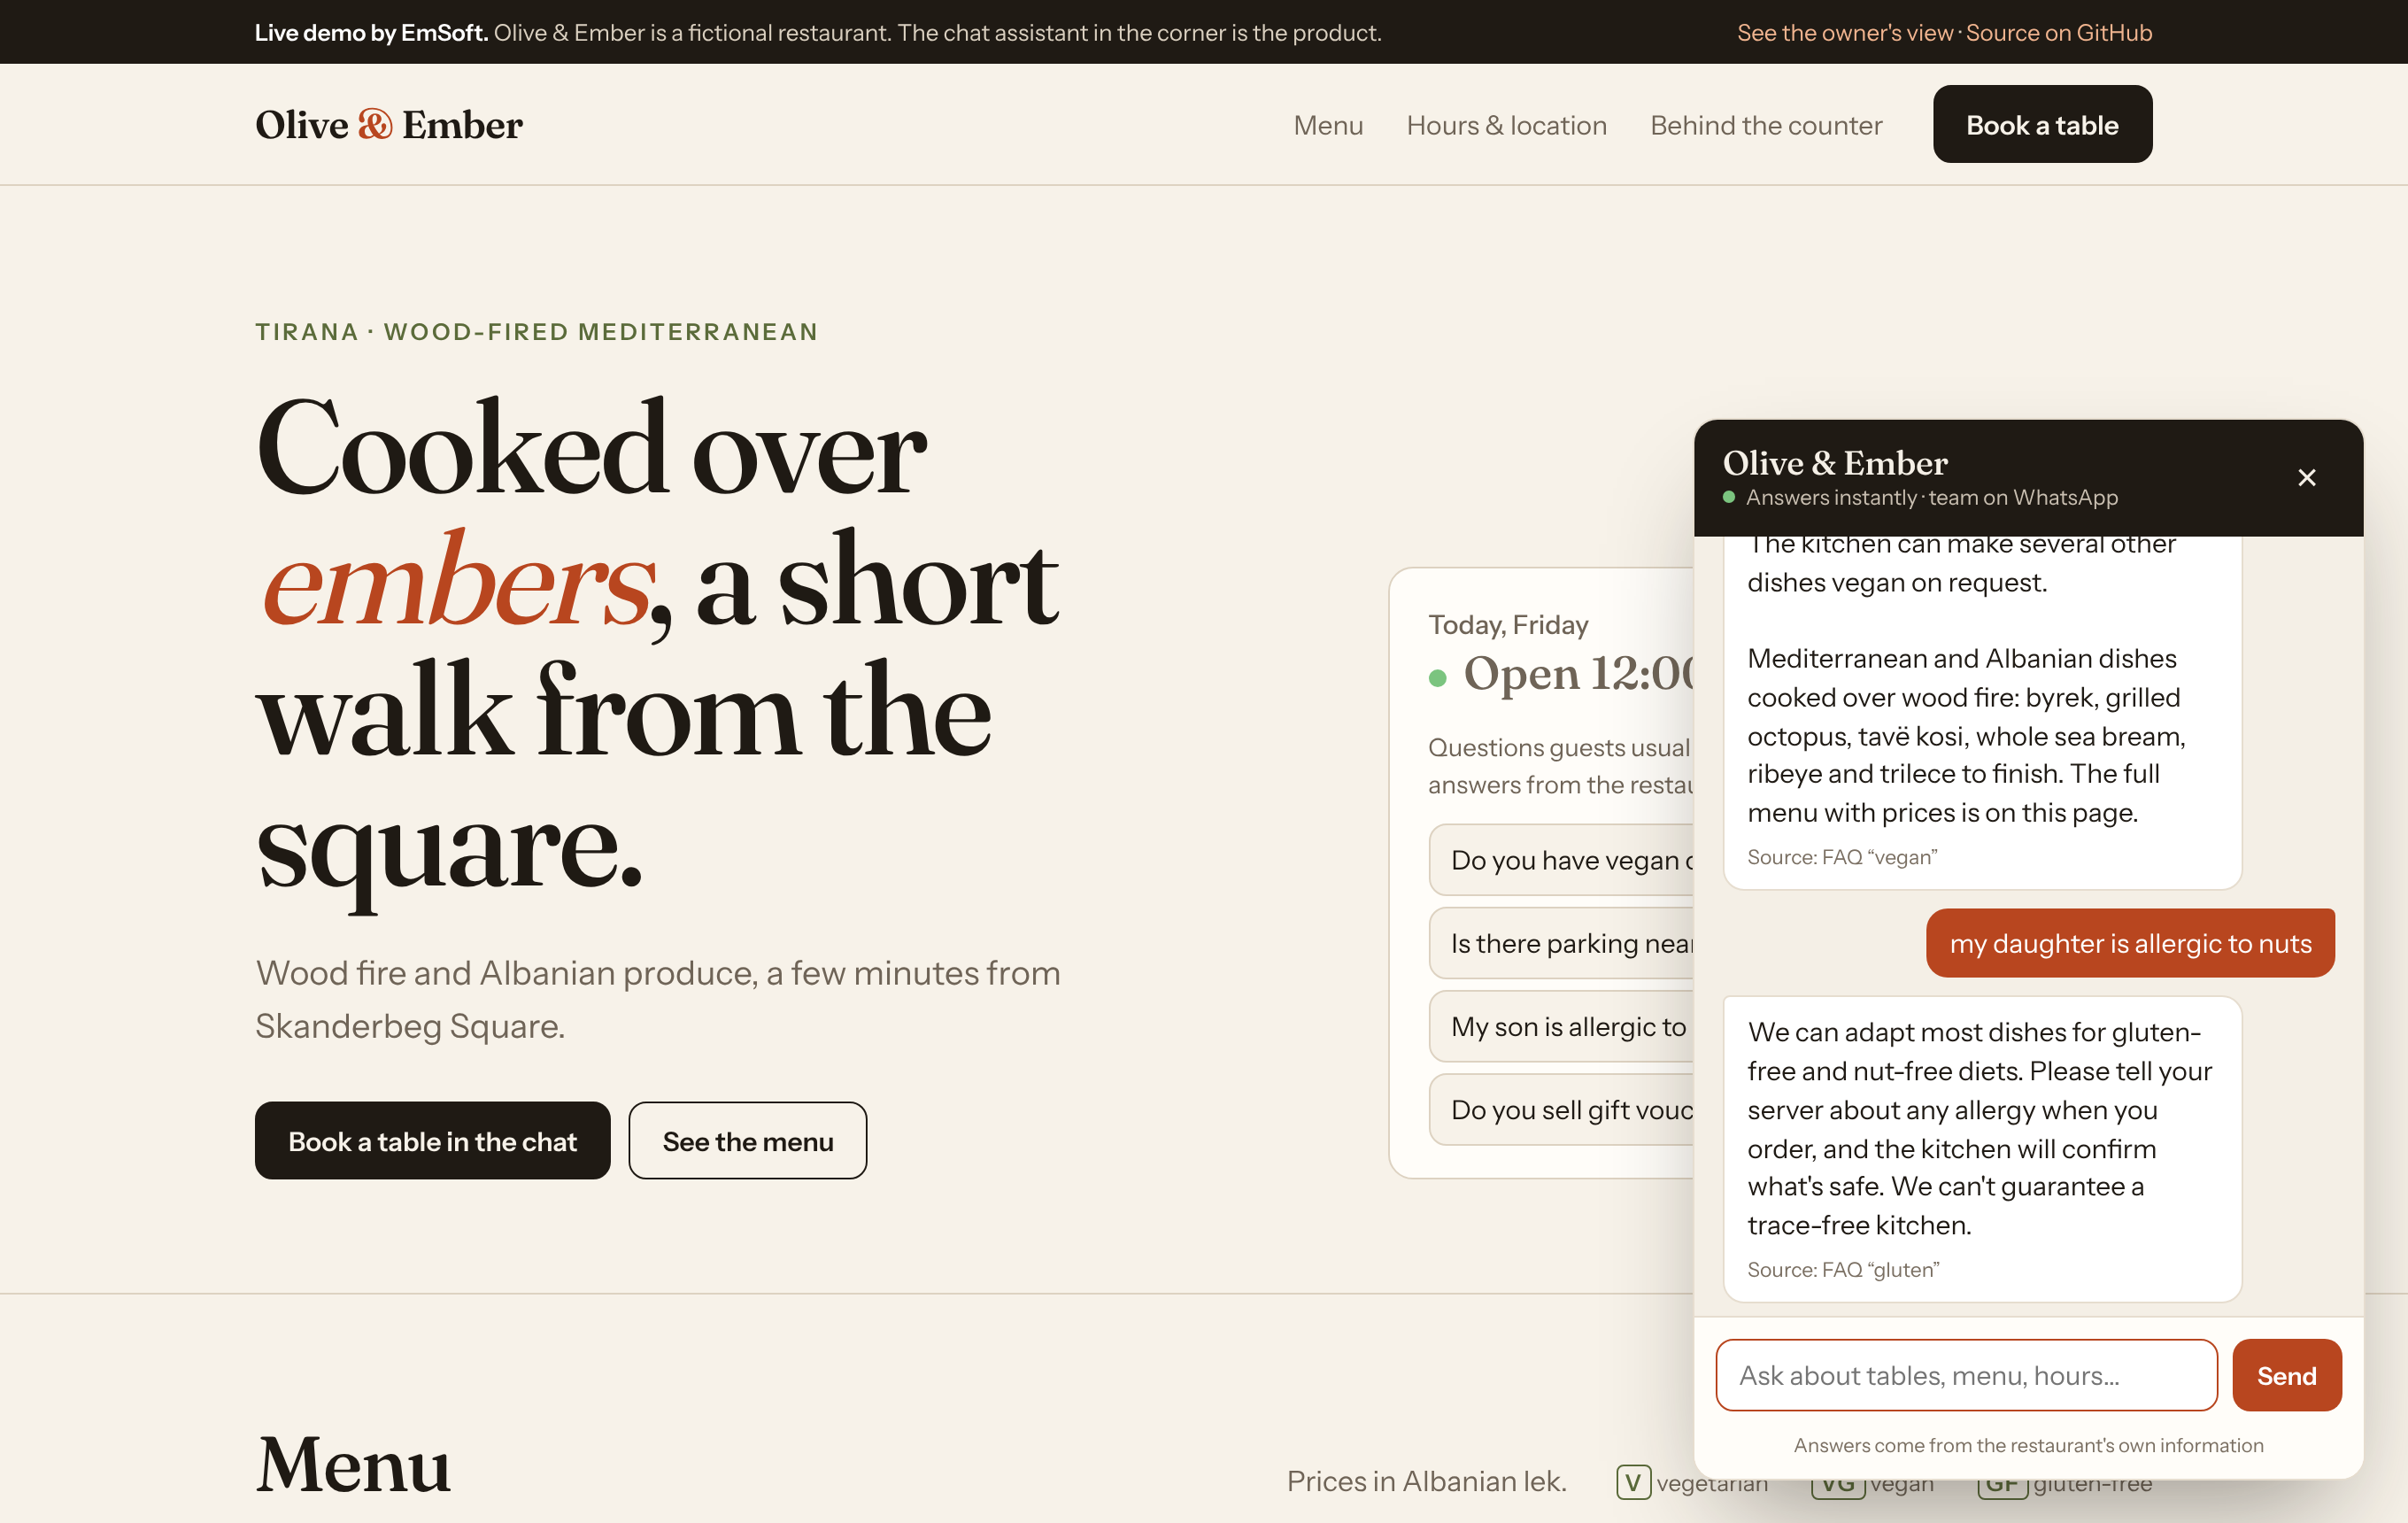 Live demo by EmSoft. Olive & Ember is a fictional restaurant. The chat assistant in the corner is the product.
See the owner's view · Source on GitHub
Olive & Ember
Menu
Hours & location
Behind the counter
Book a table
TIRANA · WOOD-FIRED MEDITERRANEAN
Cooked over
embers, a short
walk from the
square.
Wood fire and Albanian produce, a few minutes from
Skanderbeg Square.
Book a table in the chat
See the menu
Today, Friday
Open 12:00
Questions guests usual
answers from the
Do you have vegan
Is there parking
My son is allergic to
Do you sell gift
Olive & Ember
Answers instantly · team on WhatsApp
×
The kitchen can make several other
dishes vegan on request.
Mediterranean and Albanian dishes
cooked over wood fire: byrek, grilled
octopus, tavë kosi, whole sea bream,
ribeye and trilece to finish. The full
menu with prices is on this page.
Source: FAQ “vegan”
my daughter is allergic to nuts
We can adapt most dishes for gluten-
free and nut-free diets. Please tell your
server about any allergy when you
order, and the kitchen will confirm
what's safe. We can't guarantee a
trace-free kitchen.
Source: FAQ “gluten”
Ask about tables, menu, hours...
Send
Answers come from the restaurant's own information
Menu
Prices in Albanian lek.
V vegetarian
VG vegan
GF gluten-free